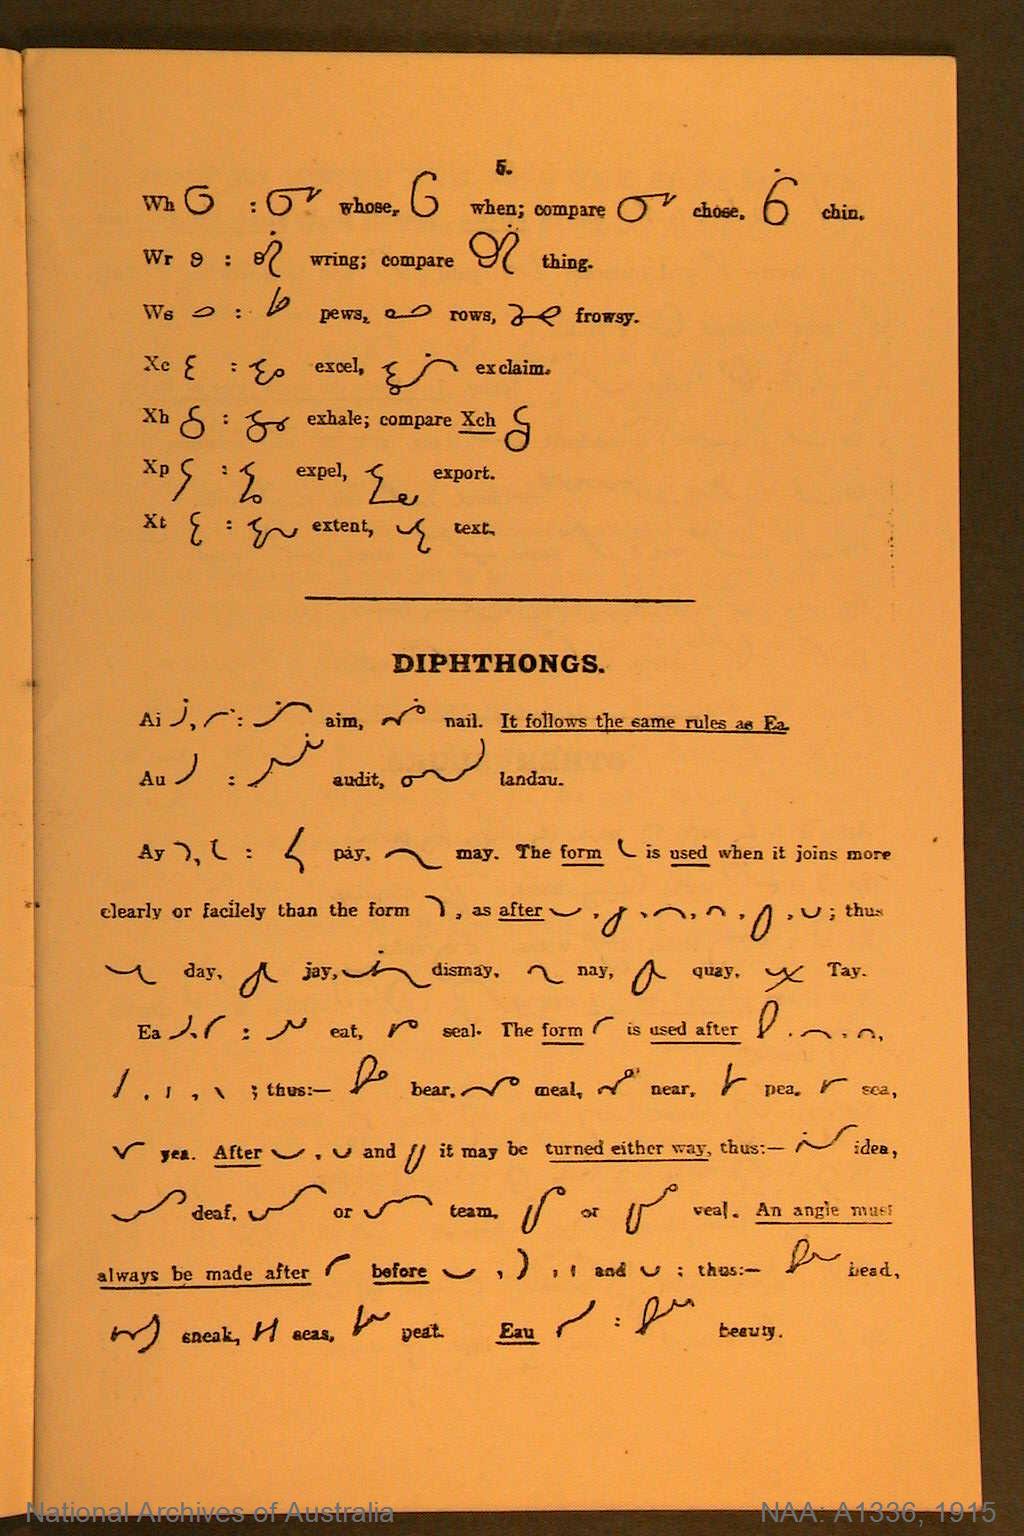 5.
Wh : whose, when; compare chose. chin.
Wr : wring; compare thing.
Ws : pews, rows, frowsy.
Xc : excel, exclaim.
Xh : exhale; compare Xch
Xp : expel, export.
Xt : extent, text.
DIPHTHONGS.
Ai , : aim, nail. It follows the same rules as Ea.
Au : audit, landau.
Ay , : pay, may. The form is used when it joins more
clearly or facilely than the form , as after , , , , , ; thus
day, jay, dismay, nay, quay, Tay.
Ea , : eat, seal. The form is used after , , ,
, , ; thus:— bear, meal, near, pea, sea,
yea. After , and it may be turned either way, thus:— idea,
deaf, or team, or veal. An angle must
always be made after before , , and ; thus:— bead,
sneak, seas, peat. Eau : beauty.
National Archives of Australia
NAA: A1336, 1915